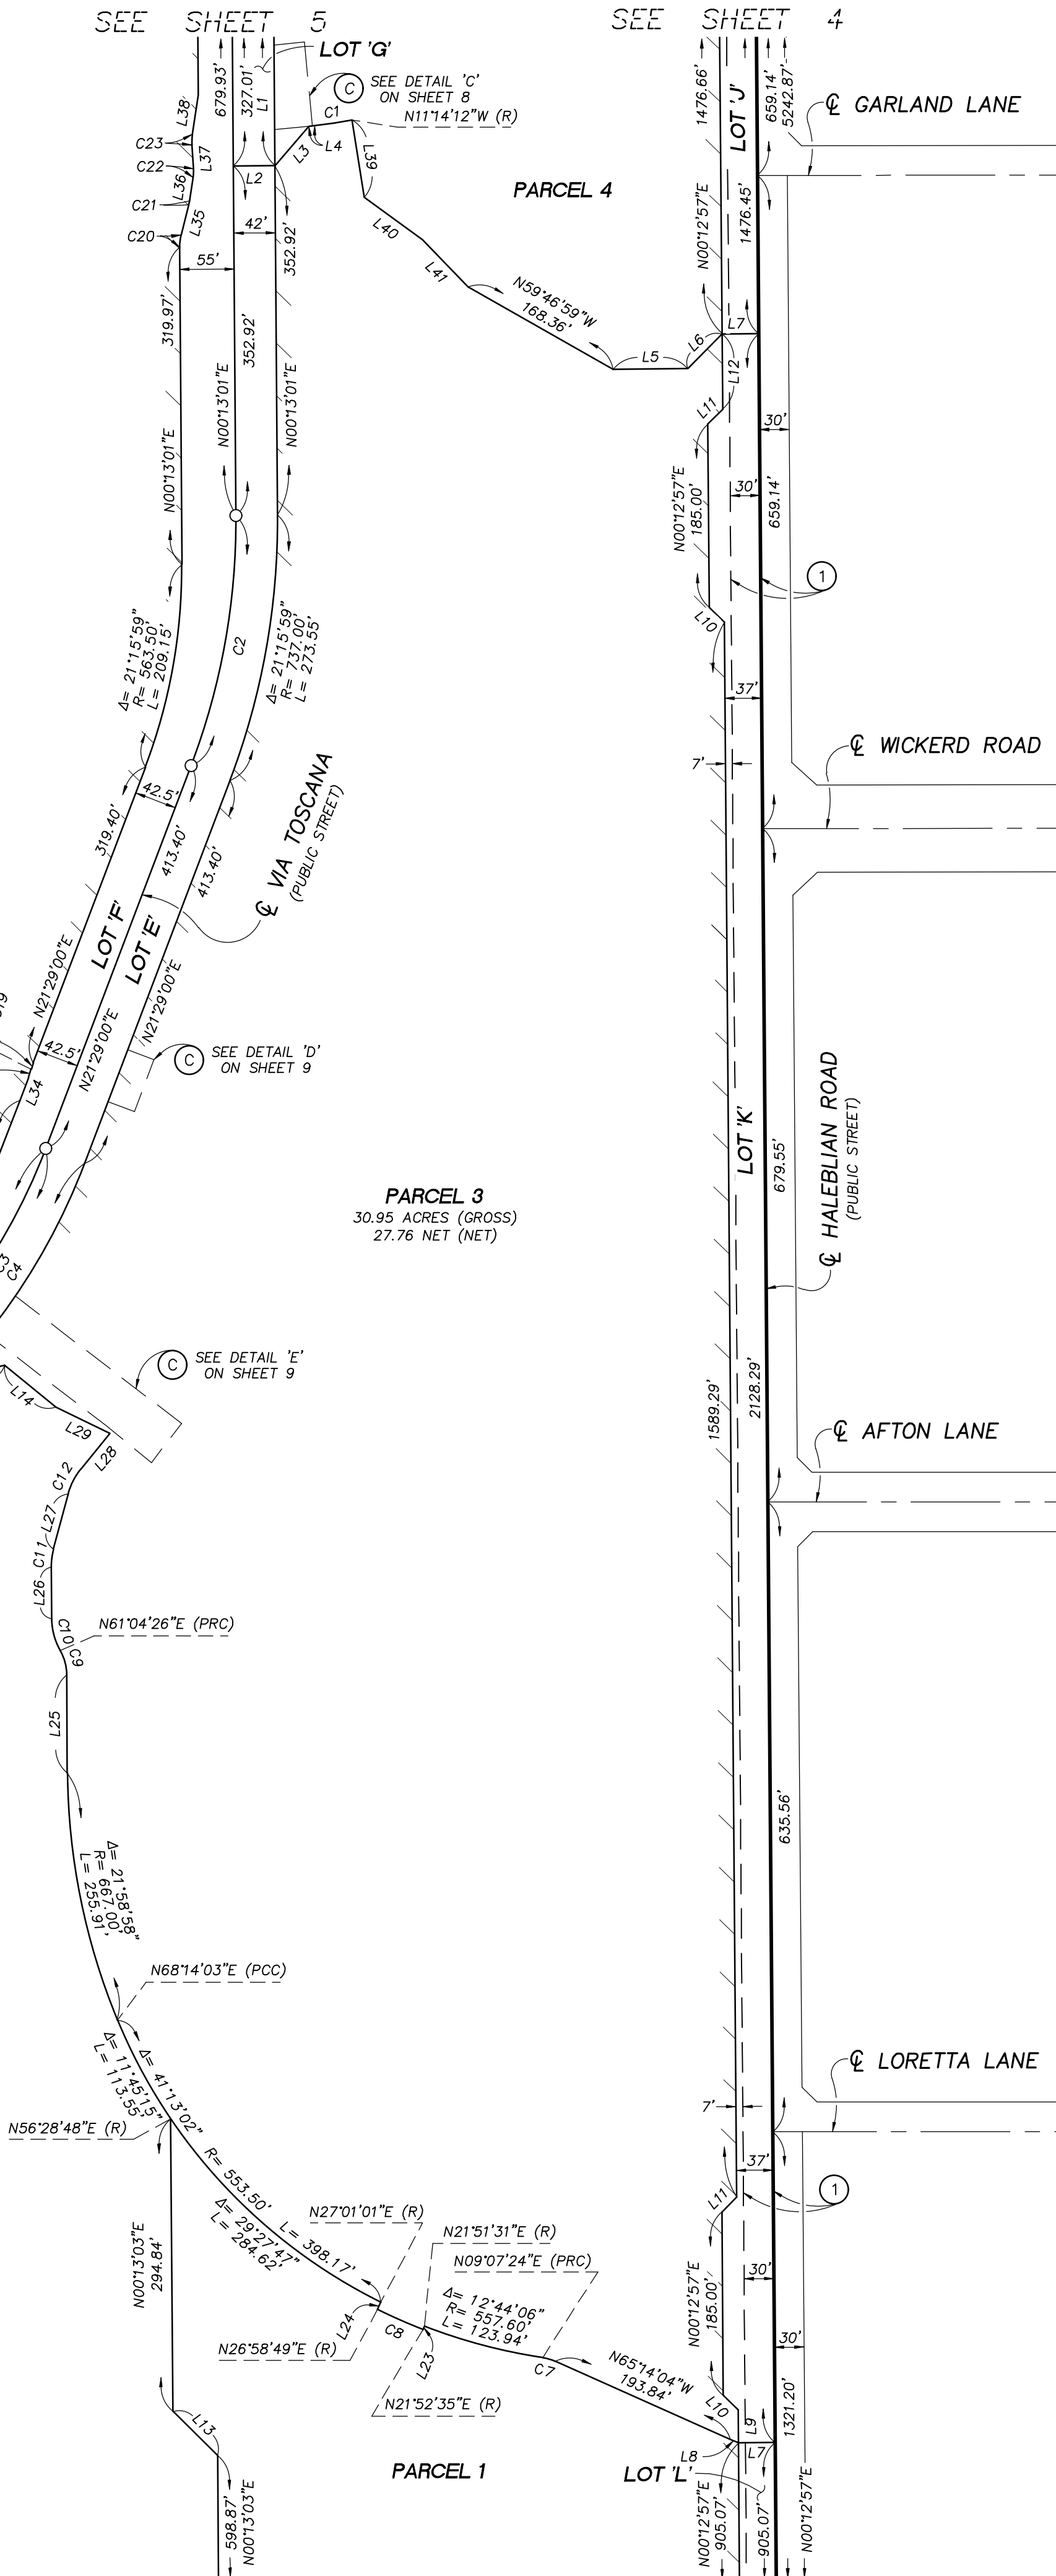 SEE SHEET 5
SEE SHEET 4
LOT 'G'
SEE DETAIL 'C'
ON SHEET 8
C
C1
N11°14'12"W (R)
679.93'
327.01'
L1
L38
C23
L37
C22
L36
C21
L35
C20
L2
L3
L4
L39
L40
L41
42'
55'
352.92'
352.92'
319.97'
N00°13'01"E
N00°13'01"E
N00°13'01"E
PARCEL 4
N59°46'59"W
168.36'
L5
L6
L7
L12
L11
1476.66'
LOT 'J'
659.14'
5242.87'
℄ GARLAND LANE
N00°12'57"E
1476.45'
30'
30'
N00°12'57"E
185.00'
659.14'
1
L10
37'
7'
℄ WICKERD ROAD
Δ= 21°15'59"
R= 563.50'
L= 209.15'
C2
Δ= 21°15'59"
R= 737.00'
L= 273.55'
42.5'
319.40'
413.40'
413.40'
℄ VIA TOSCANA
(PUBLIC STREET)
LOT 'F'
LOT 'E'
N21°29'00"E
N21°29'00"E
N21°29'00"E
42.5'
L34
C
SEE DETAIL 'D'
ON SHEET 9
PARCEL 3
30.95 ACRES (GROSS)
27.76 NET (NET)
LOT 'K'
679.55'
℄ HALEBLIAN ROAD
(PUBLIC STREET)
C4
C
SEE DETAIL 'E'
ON SHEET 9
L14
L29
L28
C12
L27
C11
L26
C10
C9
N61°04'26"E (PRC)
L25
1589.29'
2128.29'
℄ AFTON LANE
635.56'
Δ= 21°58'58"
R= 667.00'
L= 255.91'
N68°14'03"E (PCC)
Δ= 11°45'15"
L= 113.55'
Δ= 41°13'02"
R= 553.50'
L= 398.17'
N56°28'48"E (R)
Δ= 29°27'47"
L= 284.62'
N00°13'03"E
294.84'
N27°01'01"E (R)
N21°51'31"E (R)
N09°07'24"E (PRC)
Δ= 12°44'06"
R= 557.60'
L= 123.94'
L24
C8
L23
C7
N26°58'49"E (R)
N21°52'35"E (R)
N65°14'04"W
193.84'
L13
598.87'
N00°13'03"E
PARCEL 1
℄ LORETTA LANE
7'
37'
L11
1
30'
N00°12'57"E
185.00'
30'
L10
L9
L8
L7
LOT 'L'
1321.20'
N00°12'57"E
905.07'
905.07'
N00°12'57"E